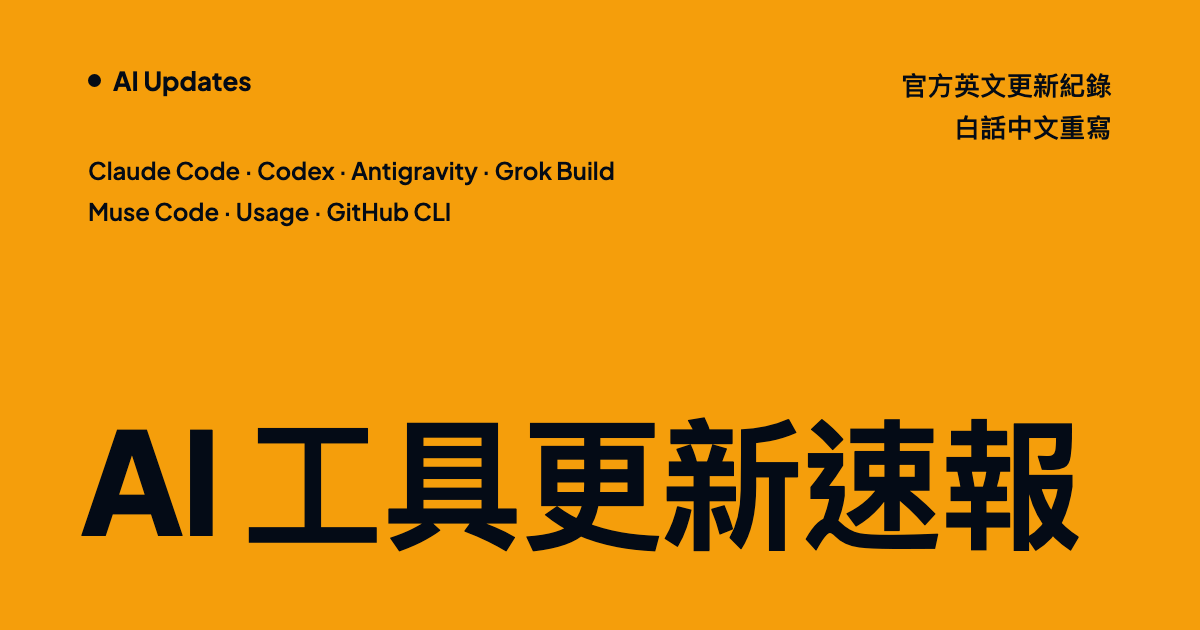 AI Updates
官方英文更新紀錄
白話中文重寫
Claude Code · Codex · Antigravity · Grok Build
Muse Code · Usage · GitHub CLI
AI 工具更新速報